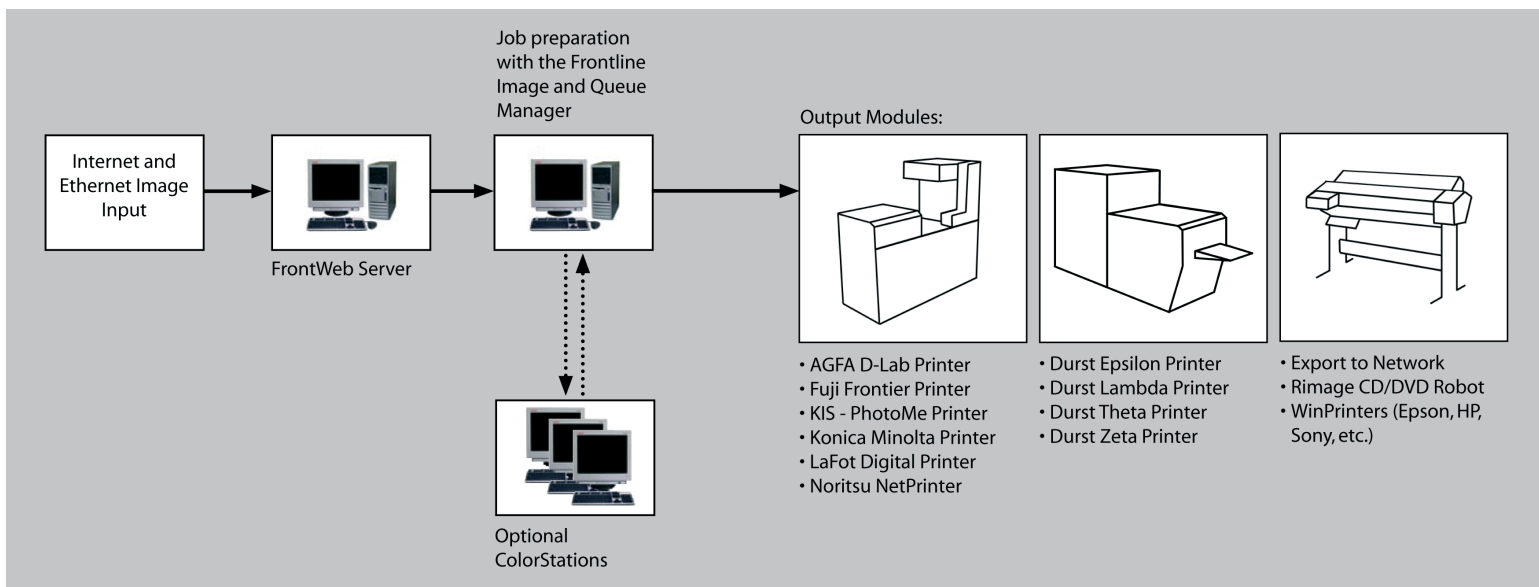 Job preparation
with the Frontline
Image and Queue
Manager
Internet and
Ethernet Image
Input
FrontWeb Server
Optional
ColorStations
Output Modules:
• AGFA D-Lab Printer
• Fuji Frontier Printer
• KIS - PhotoMe Printer
• Konica Minolta Printer
• LaFot Digital Printer
• Noritsu NetPrinter
• Durst Epsilon Printer
• Durst Lambda Printer
• Durst Theta Printer
• Durst Zeta Printer
• Export to Network
• Rimage CD/DVD Robot
• WinPrinters (Epson, HP,
Sony, etc.)